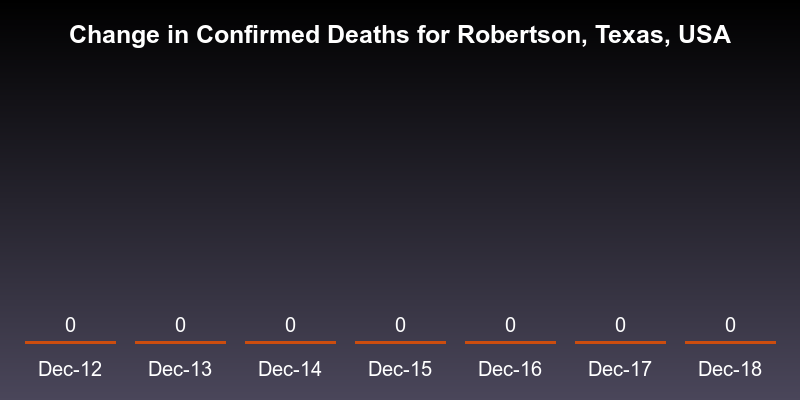 Change in Confirmed Deaths for Robertson, Texas, USA
0 0 0 0 0 0 0
Dec-12 Dec-13 Dec-14 Dec-15 Dec-16 Dec-17 Dec-18